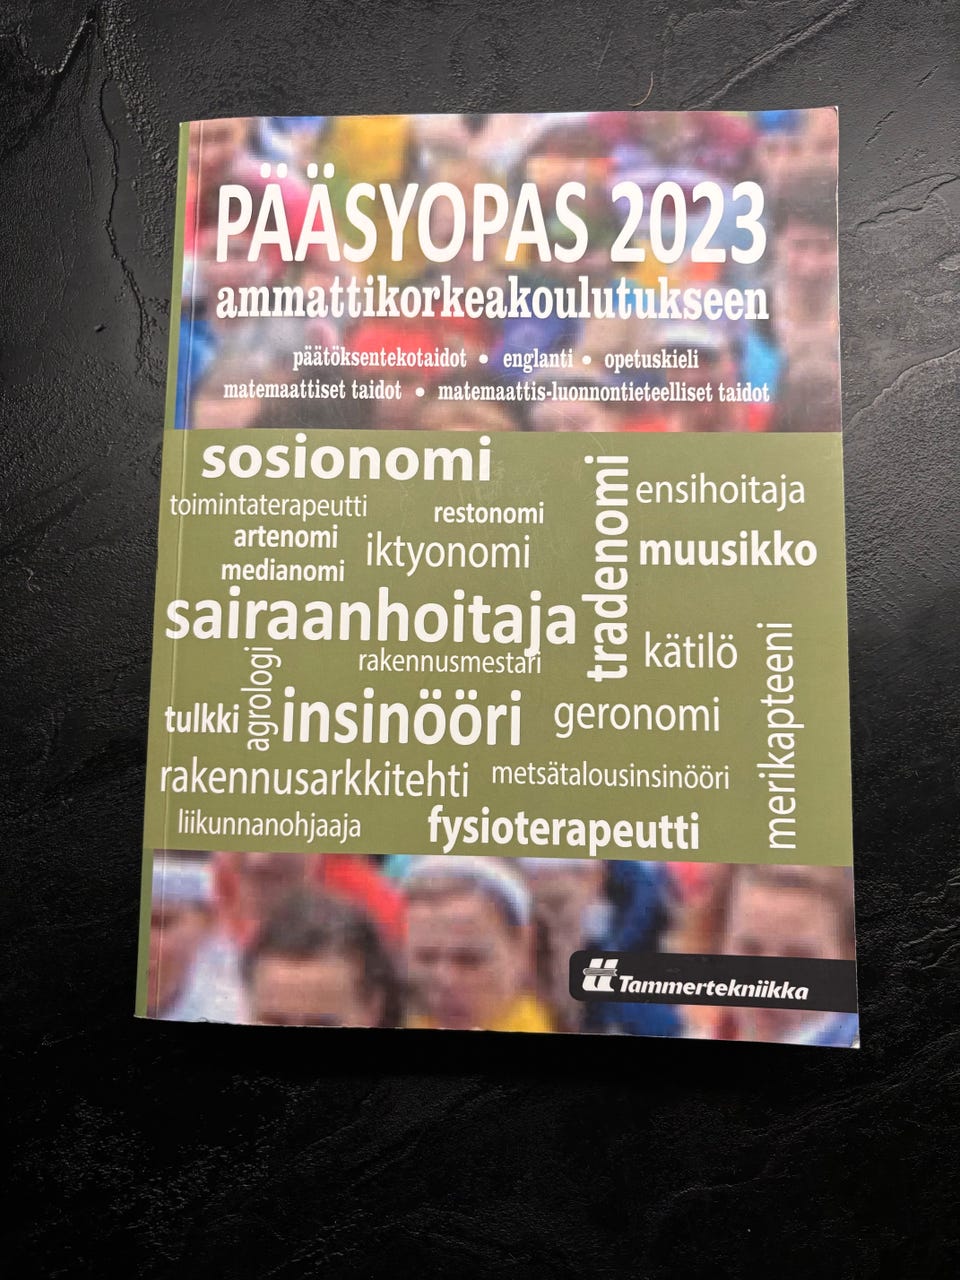 PÄÄSYOPAS 2023
ammattikorkeakoulutukseen
päätöksentekotaidot • englanti • opetuskieli
matemaattiset taidot • matemaattis-luonnontieteelliset taidot
sosionomi
tradenomi
ensihoitaja
toimintaterapeutti
restonomi
artenomi
iktyonomi
muusikko
medianomi
sairaanhoitaja
rakennusmestari
kätilö
merikapteeni
agrologi
tulkki
insinööri
geronomi
rakennusarkkitehti
metsätalousinsinööri
liikunnanohjaaja
fysioterapeutti
Tammertekniikka